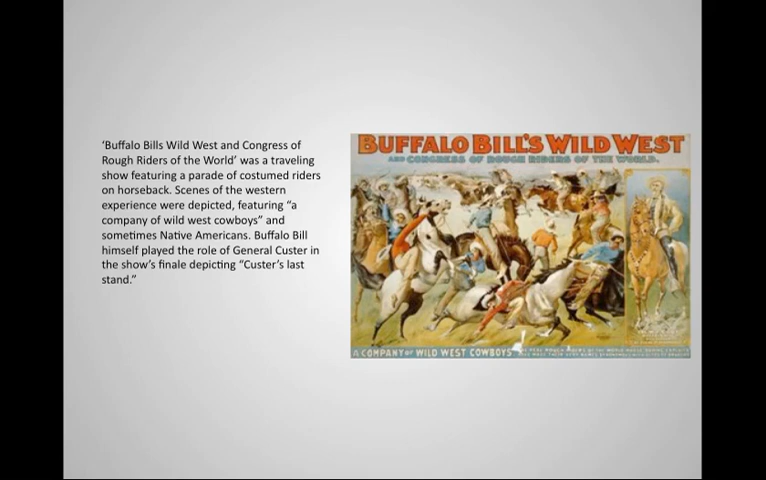 ‘Buffalo Bills Wild West and Congress of
Rough Riders of the World’ was a traveling
show featuring a parade of costumed riders
on horseback. Scenes of the western
experience were depicted, featuring “a
company of wild west cowboys” and
sometimes Native Americans. Buffalo Bill
himself played the role of General Custer in
the show’s finale depicting “Custer’s last
stand.”
BUFFALO BILL'S WILD WEST
AND CONGRESS OF ROUGH RIDERS OF THE WORLD.
A COMPANY OF WILD WEST COWBOYS